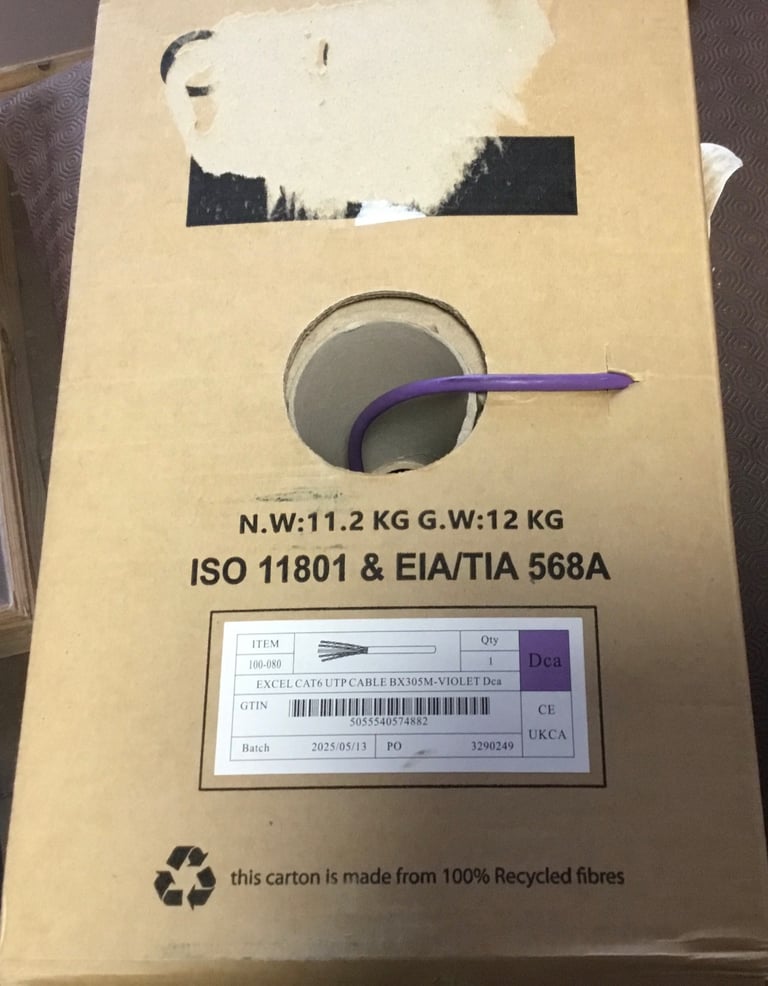 N.W:11.2 KG G.W:12 KG
ISO 11801 & EIA/TIA 568A
ITEM
100-080
Qty
1
Dca
EXCEL CAT6 UTP CABLE BX305M-VIOLET Dca
GTIN
5055540574882
CE
UKCA
Batch 2025/05/13 PO 3290249
this carton is made from 100% Recycled fibres